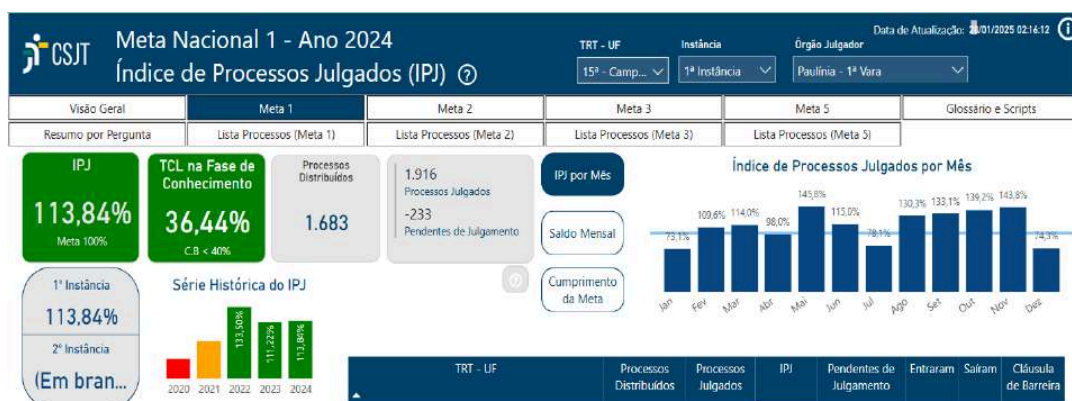 CSJT
Meta Nacional 1 - Ano 2024
Índice de Processos Julgados (IPJ) ?
Data de Atualização: /01/2025 02:16:12
TRT - UF
Instância
Órgão Julgador
15ª - Camp...
1ª Instância
Paulínia - 1ª Vara
Visão Geral
Meta 1
Meta 2
Meta 3
Meta 5
Glossário e Scripts
Resumo por Pergunta
Lista Processos (Meta 1)
Lista Processos (Meta 2)
Lista Processos (Meta 3)
Lista Processos (Meta 5)
IPJ
113,84%
Meta 100%
TCL na Fase de
Conhecimento
36,44%
C.B < 40%
Processos
Distribuídos
1.683
1.916
Processos Julgados
-233
Pendentes de Julgamento
?
IPJ por Mês
Saldo Mensal
Cumprimento
da Meta
Índice de Processos Julgados por Mês
73,1%
109,6%
114,0%
98,0%
145,8%
115,0%
78,1%
130,3%
133,1%
139,2%
143,8%
74,3%
Jan
Fev
Mar
Abr
Mai
Jun
Jul
Ago
Set
Out
Nov
Dez
1ª Instância
113,84%
2ª Instância
(Em bran...
Série Histórica do IPJ
133,50%
111,22%
113,84%
2020
2021
2022
2023
2024
TRT - UF
Processos
Distribuídos
Processos
Julgados
IPJ
Pendentes de
Julgamento
Entraram
Saíram
Cláusula
de Barreira